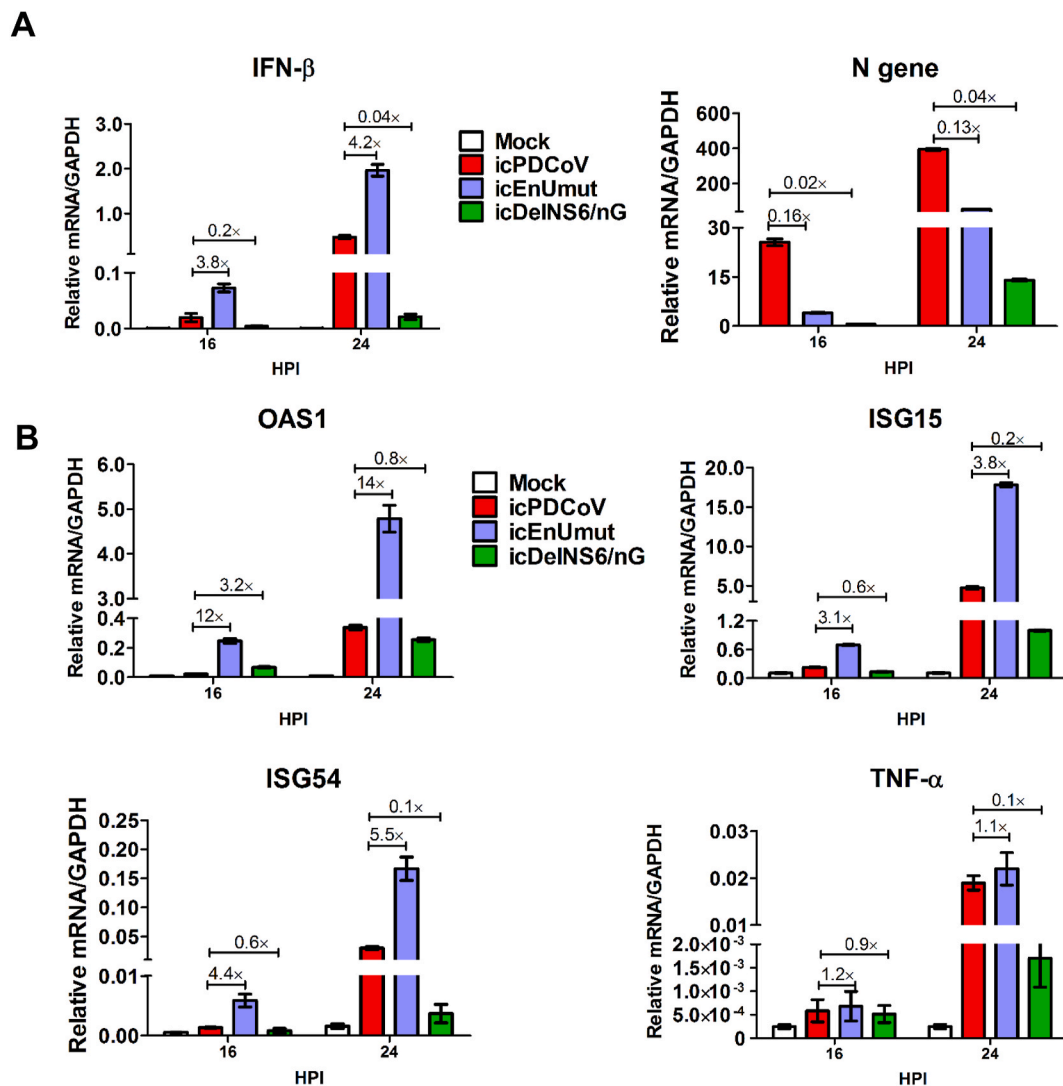 A
IFN-β
Relative mRNA/GAPDH
3.0
2.0
1.0
0.1
0.0
0.2×
3.8×
0.04×
4.2×
16
24
HPI
Mock
icPDCoV
icEnUmut
icDelNS6/nG
N gene
Relative mRNA/GAPDH
600
400
200
30
15
0
0.02×
0.16×
0.04×
0.13×
16
24
HPI
B
OAS1
Relative mRNA/GAPDH
6.0
5.0
4.0
3.0
0.4
0.2
0.0
3.2×
12×
0.8×
14×
16
24
HPI
Mock
icPDCoV
icEnUmut
icDelNS6/nG
ISG15
Relative mRNA/GAPDH
20.0
15.0
10.0
5.0
1.2
0.6
0.0
0.6×
3.1×
0.2×
3.8×
16
24
HPI
ISG54
Relative mRNA/GAPDH
0.25
0.20
0.15
0.10
0.05
0.01
0.00
0.6×
4.4×
0.1×
5.5×
16
24
HPI
TNF-α
Relative mRNA/GAPDH
0.03
0.02
0.01
2.0×10⁻³
1.5×10⁻³
1.0×10⁻³
5.0×10⁻⁴
0
0.9×
1.2×
0.1×
1.1×
16
24
HPI